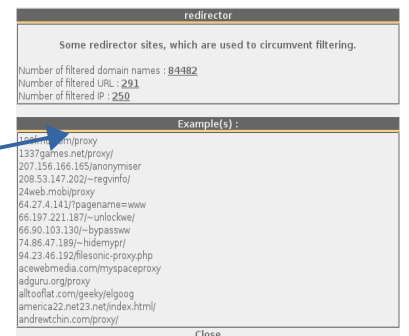 redirector
Some redirector sites, which are used to circumvent filtering.
Number of filtered domain names : 84482
Number of filtered URL : 291
Number of filtered IP : 250
Example(s) :
/proxy
1337games.net/proxy/
207.156.166.165/anonymiser
208.53.147.202/~regvinfo/
24web.mobi/proxy
64.27.4.141/?pagename=www
66.197.221.187/~unlockwe/
66.90.103.130/~bypassww
74.86.47.189/~hidemypr/
94.23.46.192/filesonic-proxy.php
acewebmedia.com/myspaceproxy
adguru.org/proxy
alltooflat.com/geeky/elgoog
america22.net23.net/index.html/
andrewtchin.com/proxy/
Close